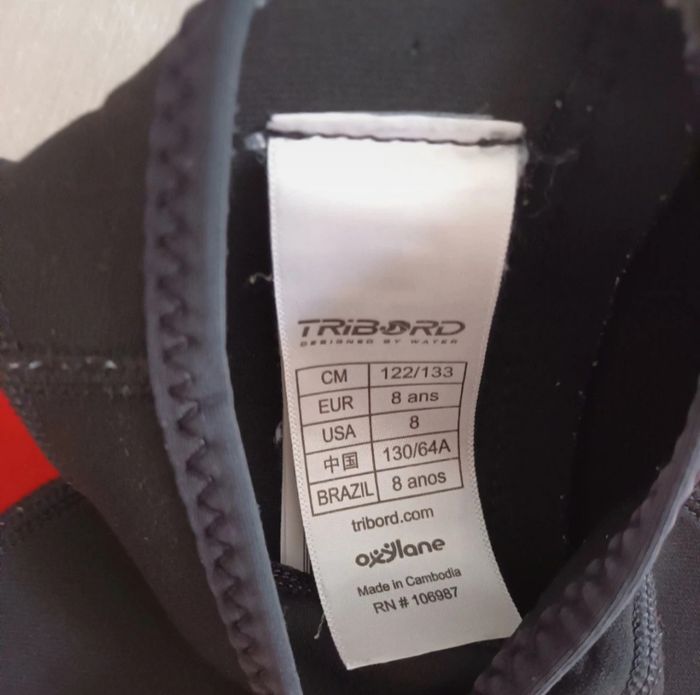 TRIBORD
DESIGNED BY WATER
CM 122/133
EUR 8 ans
USA 8
中国 130/64A
BRAZIL 8 anos
tribord.com
oxylane
Made in Cambodia
RN # 106987